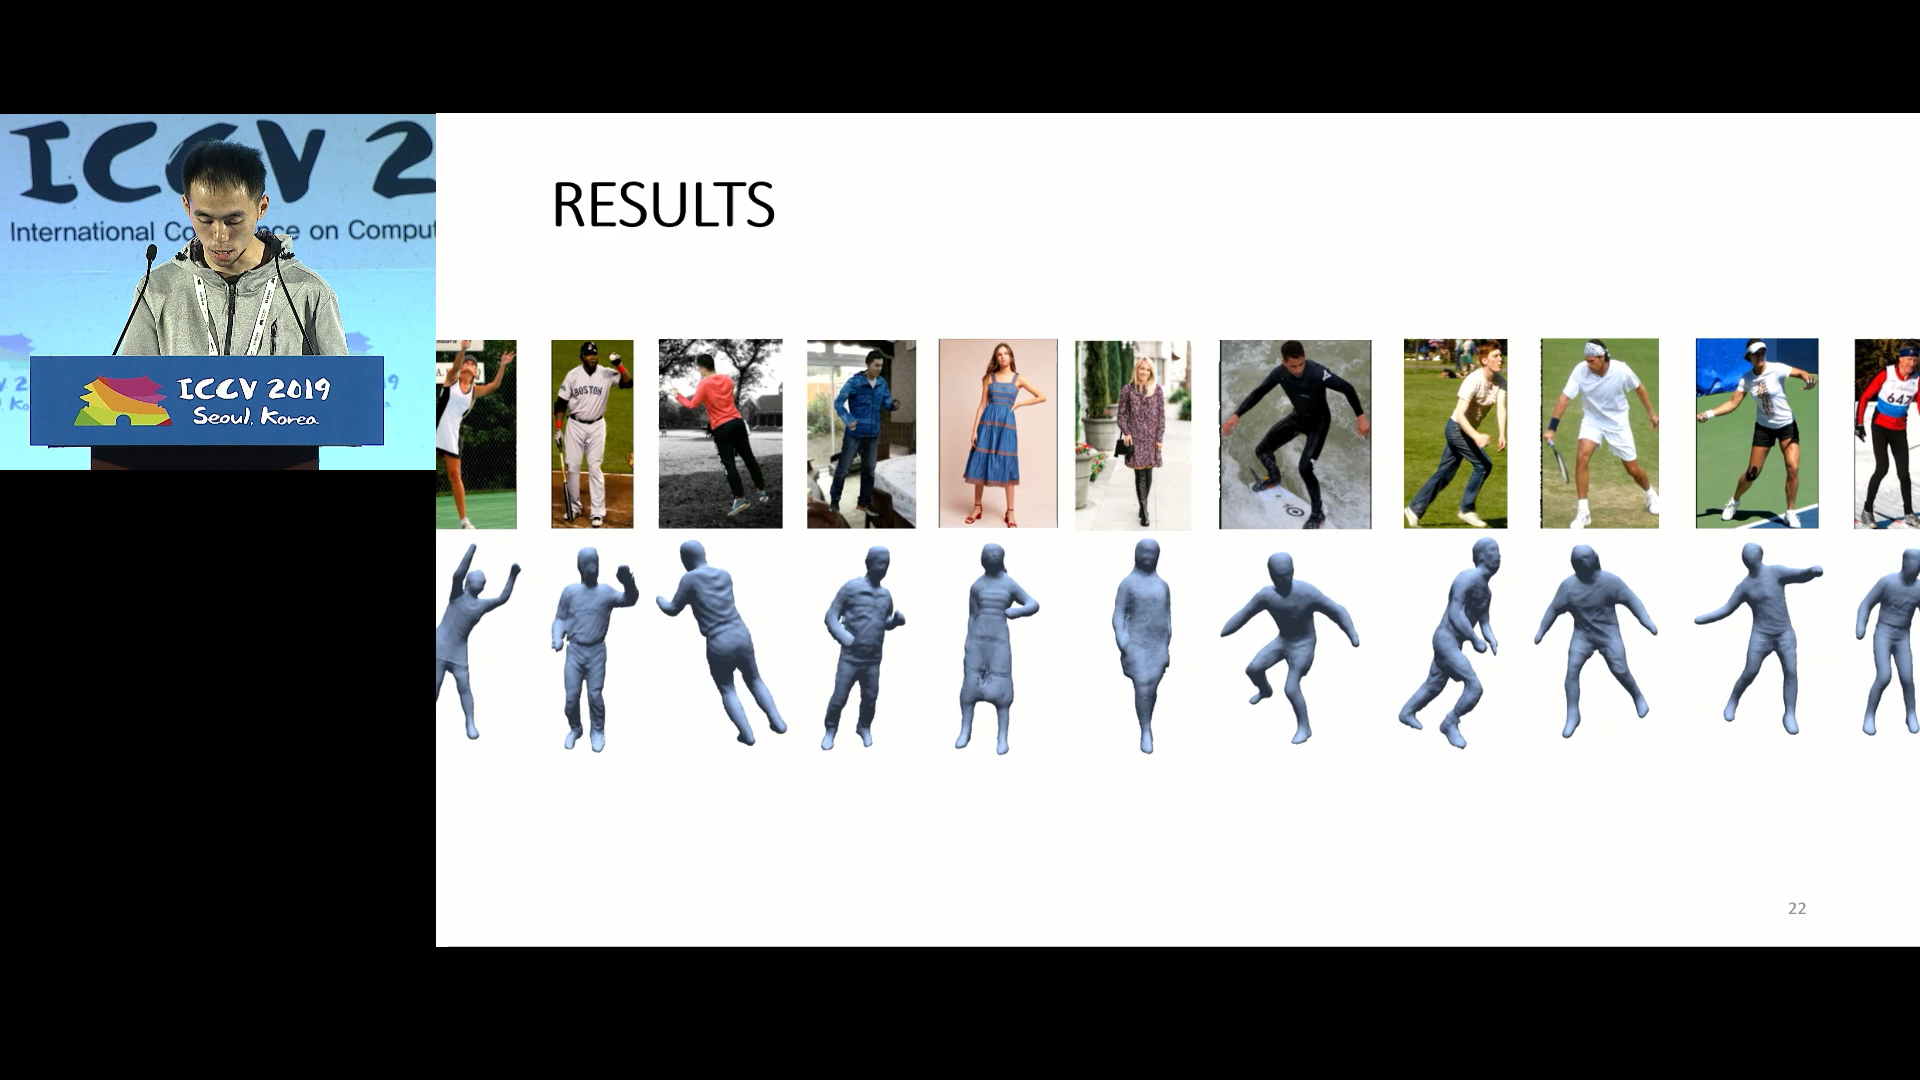 ICCV 2
International Co ce on Comput
ICCV 2019
Seoul, Korea
RESULTS
BOSTON
647
22